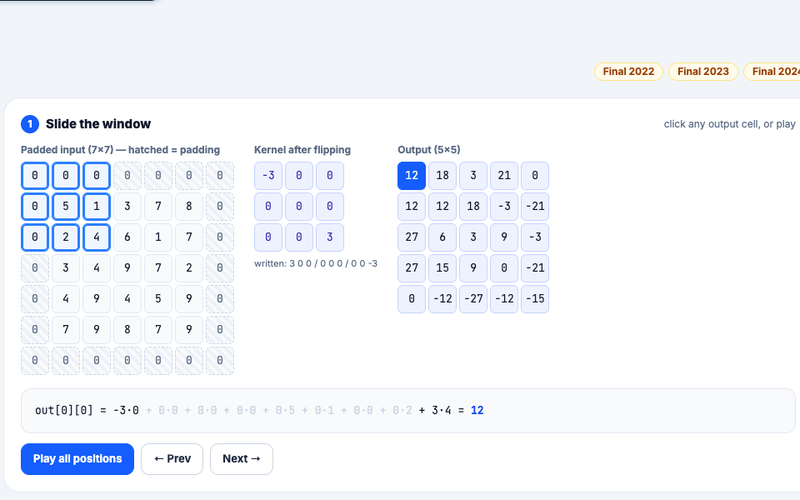 Final 2022 Final 2023 Final 2024
1 Slide the window click any output cell, or play
Padded input (7×7) — hatched = padding Kernel after flipping Output (5×5)
0 0 0 0 0 0 0 -3 0 0 12 18 3 21 0
0 5 1 3 7 8 0 0 0 0 12 12 18 -3 -21
0 2 4 6 1 7 0 0 0 3 27 6 3 9 -3
written: 3 0 0 / 0 0 0 / 0 0 -3
0 3 4 9 7 2 0 27 15 9 0 -21
0 4 9 4 5 9 0 0 -12 -27 -12 -15
0 7 9 8 7 9 0
0 0 0 0 0 0 0
out[0][0] = -3·0 + 0·0 + 0·0 + 0·0 + 0·5 + 0·1 + 0·0 + 0·2 + 3·4 = 12
Play all positions ← Prev Next →